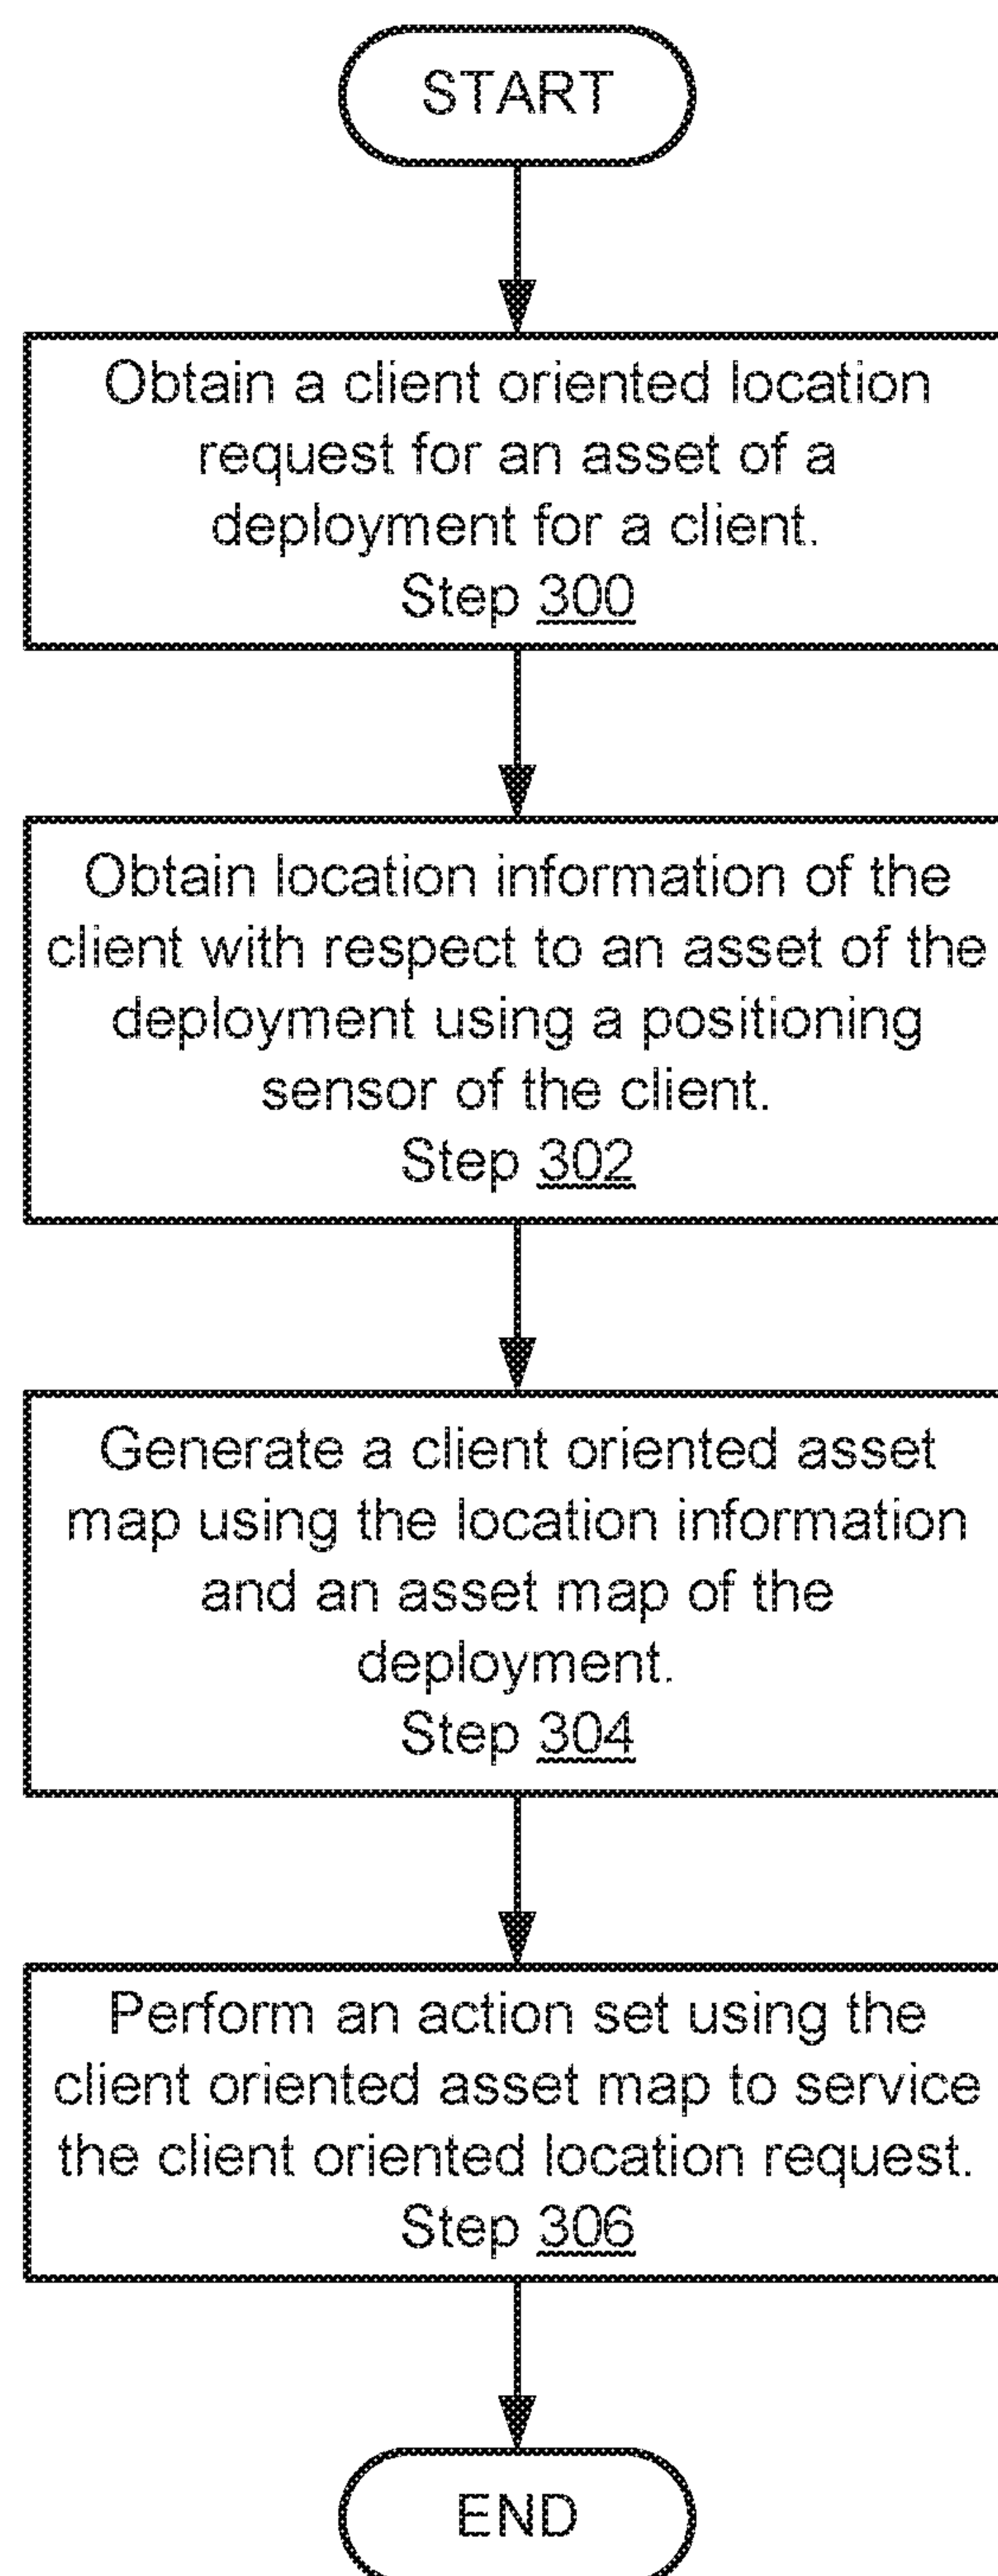 START
Obtain a client oriented location
request for an asset of a
deployment for a client.
Step 300
Obtain location information of the
client with respect to an asset of the
deployment using a positioning
sensor of the client.
Step 302
Generate a client oriented asset
map using the location information
and an asset map of the
deployment.
Step 304
Perform an action set using the
client oriented asset map to service
the client oriented location request.
Step 306
END